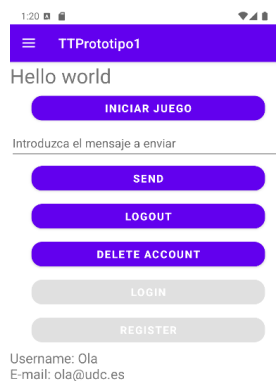 1:20
TTPrototipo1
Hello world
INICIAR JUEGO
Introduzca el mensaje a enviar
SEND
LOGOUT
DELETE ACCOUNT
LOGIN
REGISTER
Username: Ola
E-mail: ola@udc.es